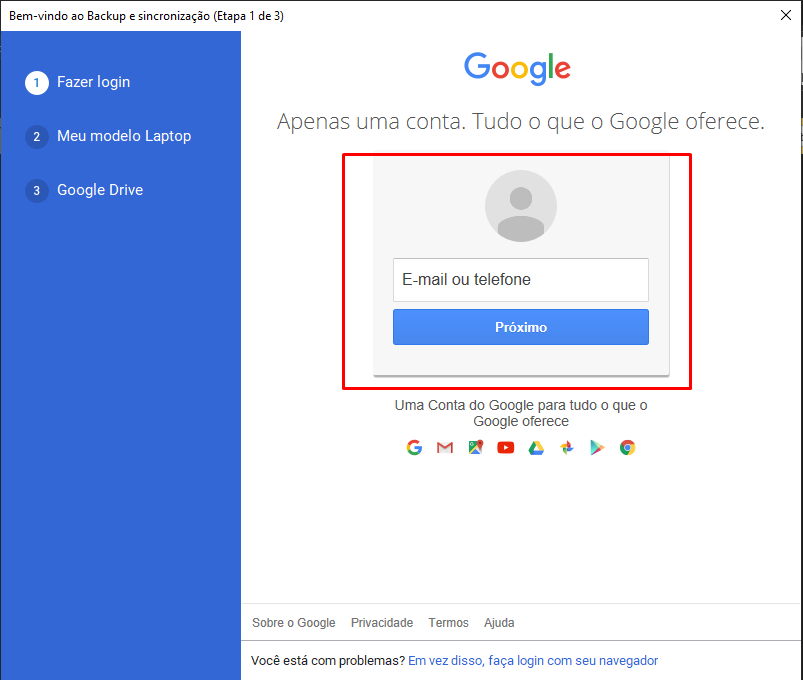 Bem-vindo ao Backup e sincronização (Etapa 1 de 3)
1 Fazer login
2 Meu modelo Laptop
3 Google Drive
Google
Apenas uma conta. Tudo o que o Google oferece.
E-mail ou telefone
Próximo
Uma Conta do Google para tudo o que o
Google oferece
Sobre o Google Privacidade Termos Ajuda
Você está com problemas? Em vez disso, faça login com seu navegador